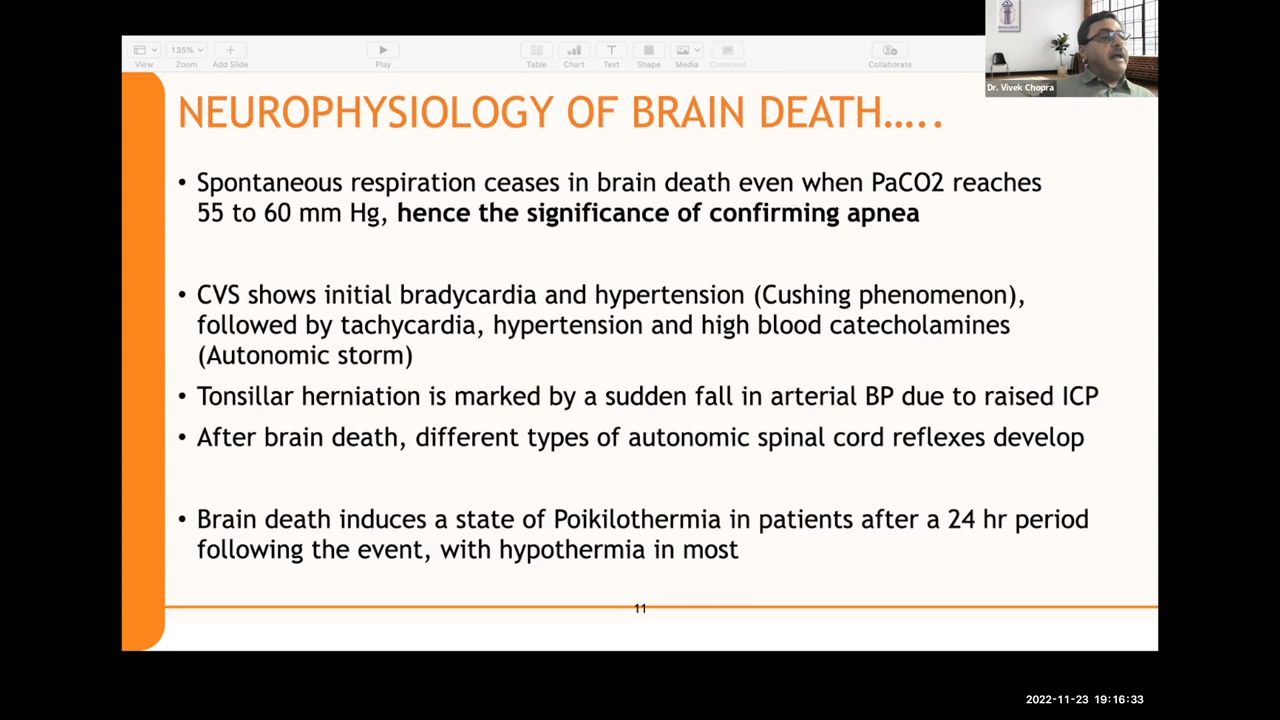 135%
View
Zoom
Add Slide
Play
Table
Chart
Text
Shape
Media
Comment
Collaborate
Dr. Vivek Chopra
NEUROPHYSIOLOGY OF BRAIN DEATH…..
• Spontaneous respiration ceases in brain death even when PaCO2 reaches
55 to 60 mm Hg, hence the significance of confirming apnea
• CVS shows initial bradycardia and hypertension (Cushing phenomenon),
followed by tachycardia, hypertension and high blood catecholamines
(Autonomic storm)
• Tonsillar herniation is marked by a sudden fall in arterial BP due to raised ICP
• After brain death, different types of autonomic spinal cord reflexes develop
• Brain death induces a state of Poikilothermia in patients after a 24 hr period
following the event, with hypothermia in most
11
2022-11-23 19:16:33